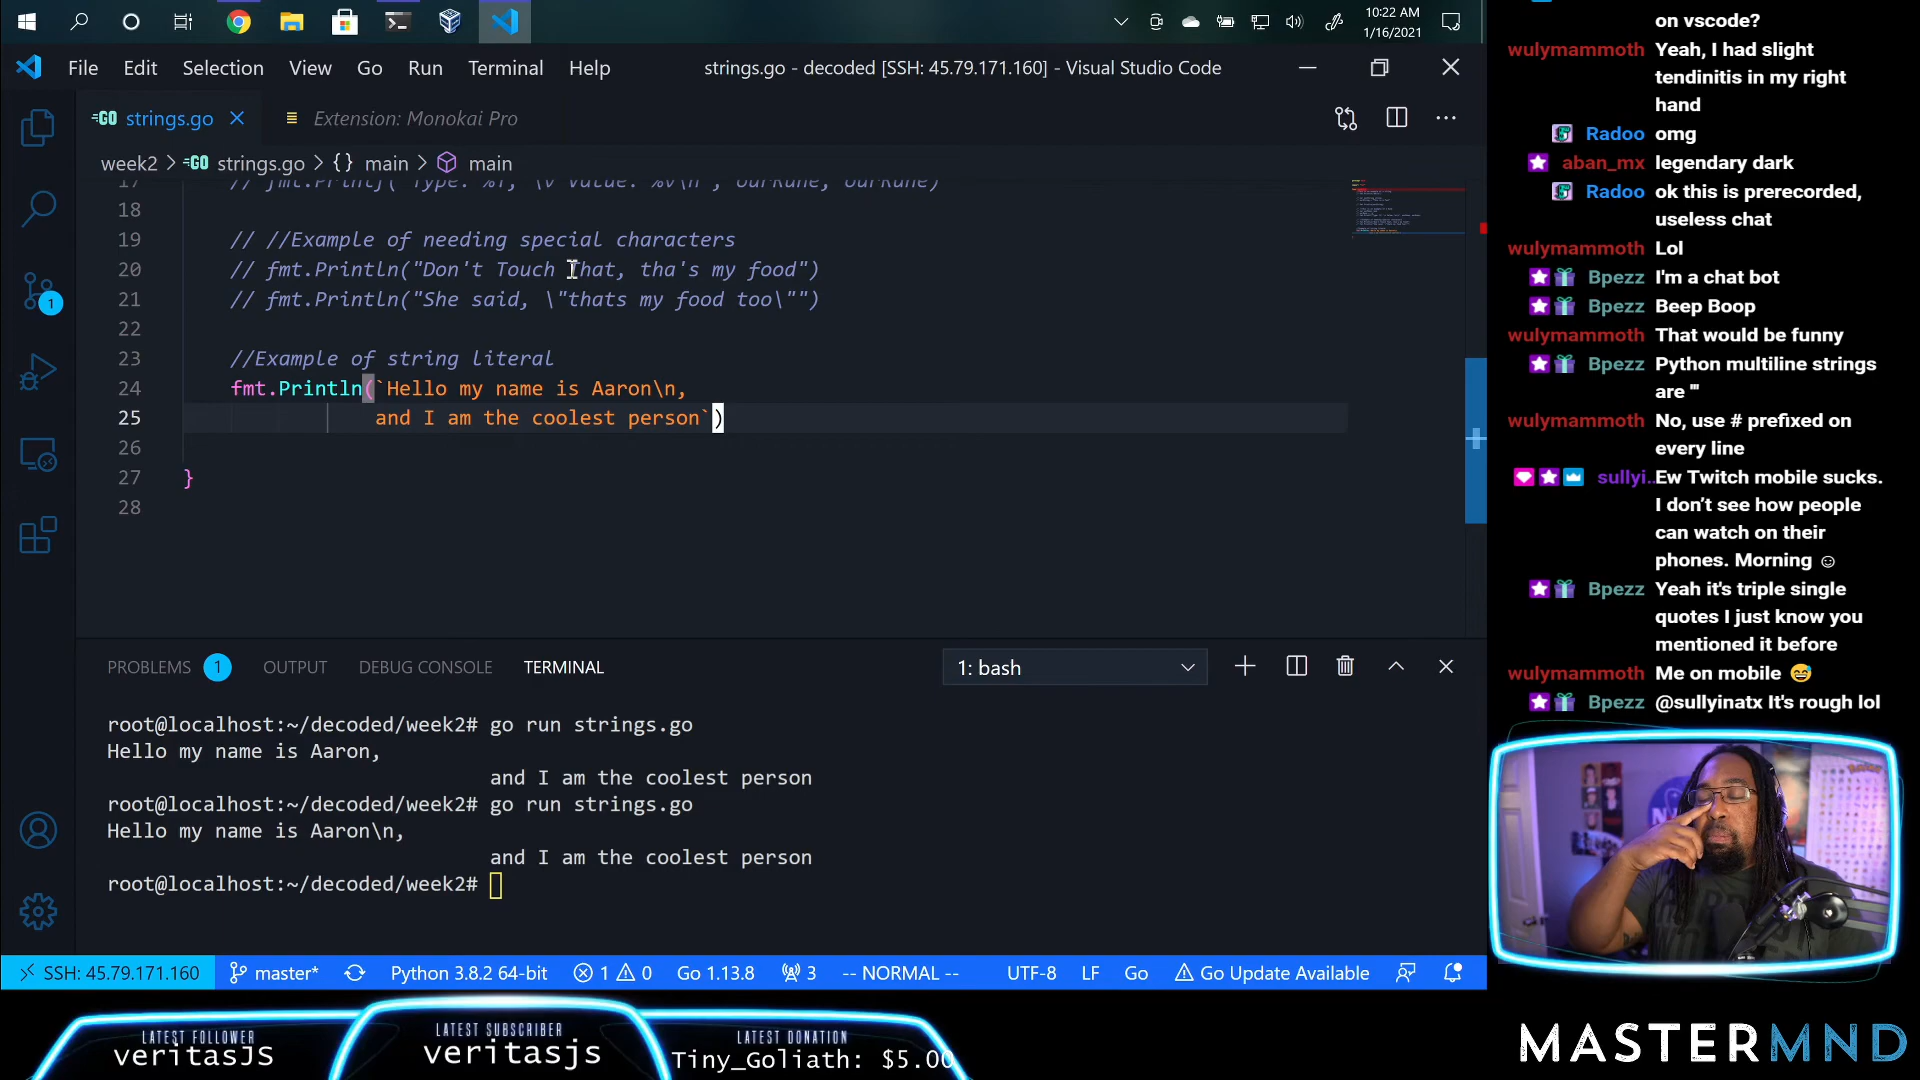 10:22 AM
1/16/2021
File Edit Selection View Go Run Terminal Help
strings.go - decoded [SSH: 45.79.171.160] - Visual Studio Code
GO strings.go
Extension: Monokai Pro
week2 > GO strings.go > {} main > main
17 // fmt.Printf("Type: %T, \v Value: %v\n", ourRune, ourRune)
18
19 // //Example of needing special characters
20 // fmt.Println("Don't Touch That, tha's my food")
21 // fmt.Println("She said, \"thats my food too\"")
22
23 //Example of string literal
24 fmt.Println(`Hello my name is Aaron\n,
25 and I am the coolest person`)
26
27 }
28
PROBLEMS 1 OUTPUT DEBUG CONSOLE TERMINAL 1: bash
root@localhost:~/decoded/week2# go run strings.go
Hello my name is Aaron,
and I am the coolest person
root@localhost:~/decoded/week2# go run strings.go
Hello my name is Aaron\n,
and I am the coolest person
root@localhost:~/decoded/week2#
SSH: 45.79.171.160 master* Python 3.8.2 64-bit 1 0 Go 1.13.8 3 -- NORMAL -- UTF-8 LF Go Go Update Available
on vscode?
wulymammoth Yeah, I had slight
tendinitis in my right
hand
Radoo omg
aban_mx legendary dark
Radoo ok this is prerecorded,
useless chat
wulymammoth Lol
Bpezz I'm a chat bot
Bpezz Beep Boop
wulymammoth That would be funny
Bpezz Python multiline strings
are '''
wulymammoth No, use # prefixed on
every line
sullyi.. Ew Twitch mobile sucks.
I don’t see how people
can watch on their
phones. Morning ☺
Bpezz Yeah it's triple single
quotes I just know you
mentioned it before
wulymammoth Me on mobile 😅
Bpezz @sullyinatx It's rough lol
LATEST FOLLOWER
veritasJS
LATEST SUBSCRIBER
veritasjs
LATEST DONATION
Tiny_Goliath: $5.00
MASTERMND